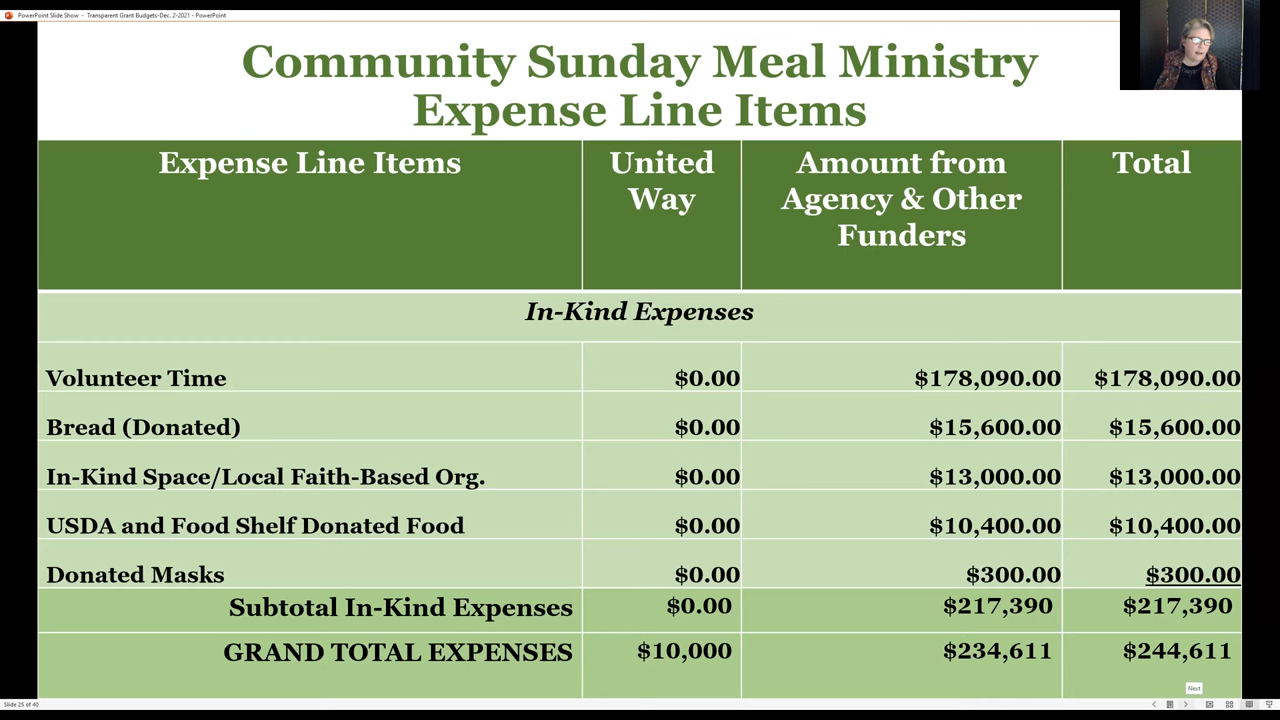 PowerPoint Slide Show - Transparent Grant Budgets-Dec. 2-2021 - PowerPoint
Community Sunday Meal Ministry
Expense Line Items
Expense Line Items United Way Amount from Agency & Other Funders Total
In-Kind Expenses
Volunteer Time $0.00 $178,090.00 $178,090.00
Bread (Donated) $0.00 $15,600.00 $15,600.00
In-Kind Space/Local Faith-Based Org. $0.00 $13,000.00 $13,000.00
USDA and Food Shelf Donated Food $0.00 $10,400.00 $10,400.00
Donated Masks $0.00 $300.00 $300.00
Subtotal In-Kind Expenses $0.00 $217,390 $217,390
GRAND TOTAL EXPENSES $10,000 $234,611 $244,611
Next
Slide 25 of 40